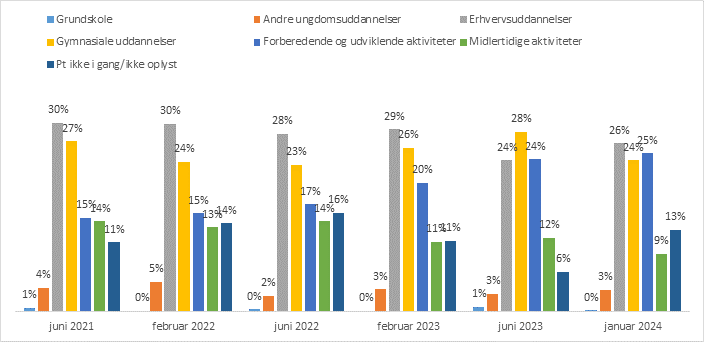 Grundskole Andre ungdomsuddannelser Erhvervsuddannelser
Gymnasiale uddannelser Forberedende og udviklende aktiviteter Midlertidige aktiviteter
Pt ikke i gang/ikke oplyst
1% 4% 30% 27% 15% 14% 11%
0% 5% 30% 24% 15% 13% 14%
0% 2% 28% 23% 17% 14% 16%
0% 3% 29% 26% 20% 11% 11%
1% 3% 24% 28% 24% 12% 6%
0% 3% 26% 24% 25% 9% 13%
juni 2021 februar 2022 juni 2022 februar 2023 juni 2023 januar 2024